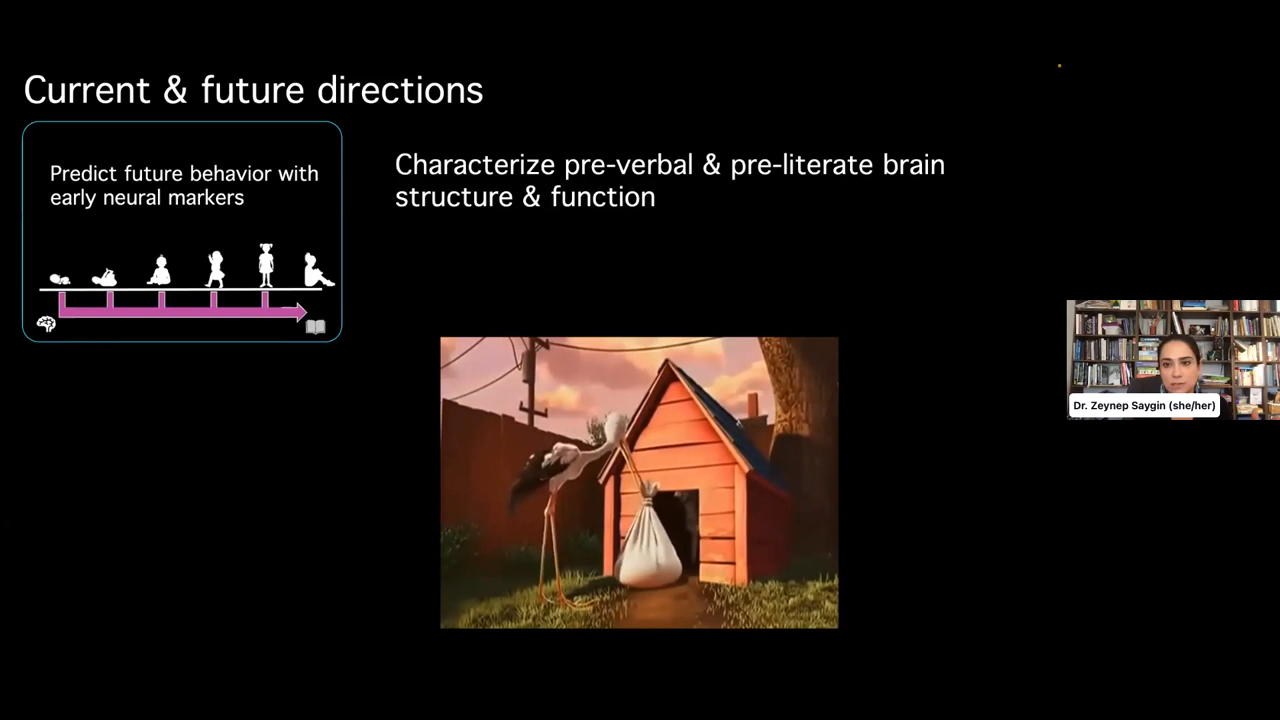 Current & future directions
Predict future behavior with
early neural markers
Characterize pre-verbal & pre-literate brain
structure & function
Dr. Zeynep Saygin (she/her)